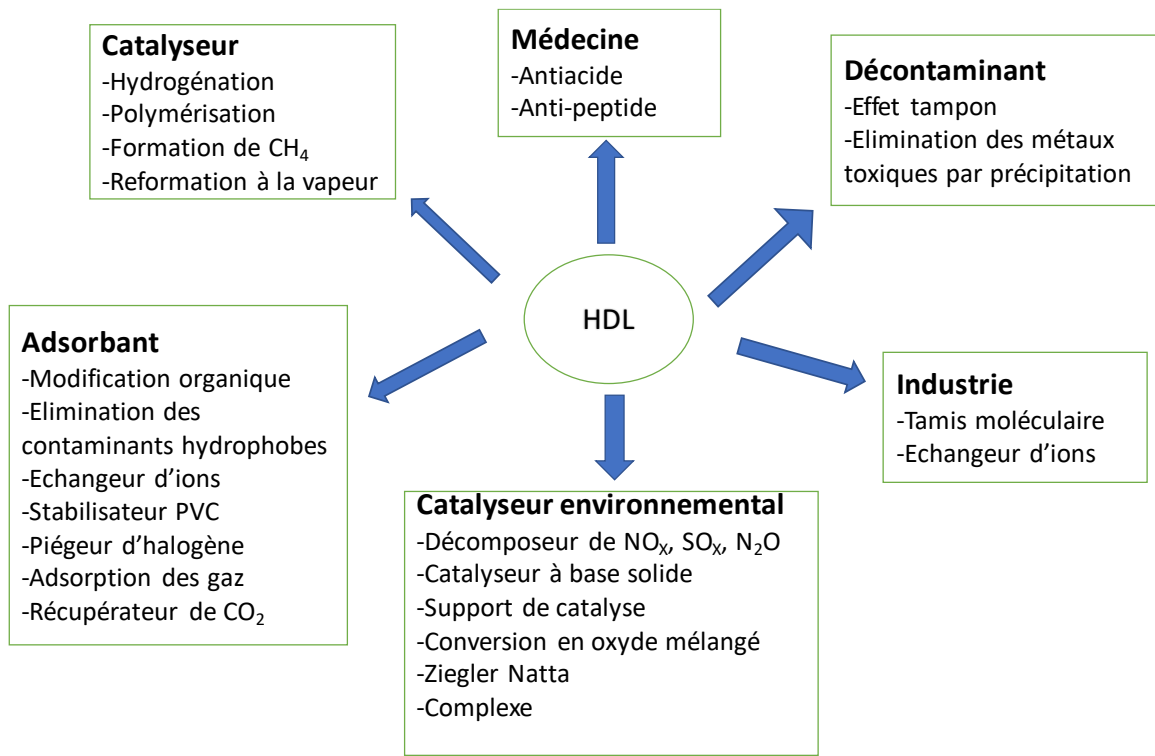 Catalyseur
-Hydrogénation
-Polymérisation
-Formation de CH₄
-Reformation à la vapeur
Médecine
-Antiacide
-Anti-peptide
Décontaminant
-Effet tampon
-Elimination des métaux
toxiques par précipitation
HDL
Adsorbant
-Modification organique
-Elimination des
contaminants hydrophobes
-Echangeur d’ions
-Stabilisateur PVC
-Piégeur d’halogène
-Adsorption des gaz
-Récupérateur de CO₂
Industrie
-Tamis moléculaire
-Echangeur d’ions
Catalyseur environnemental
-Décomposeur de NOₓ, SOₓ, N₂O
-Catalyseur à base solide
-Support de catalyse
-Conversion en oxyde mélangé
-Ziegler Natta
-Complexe